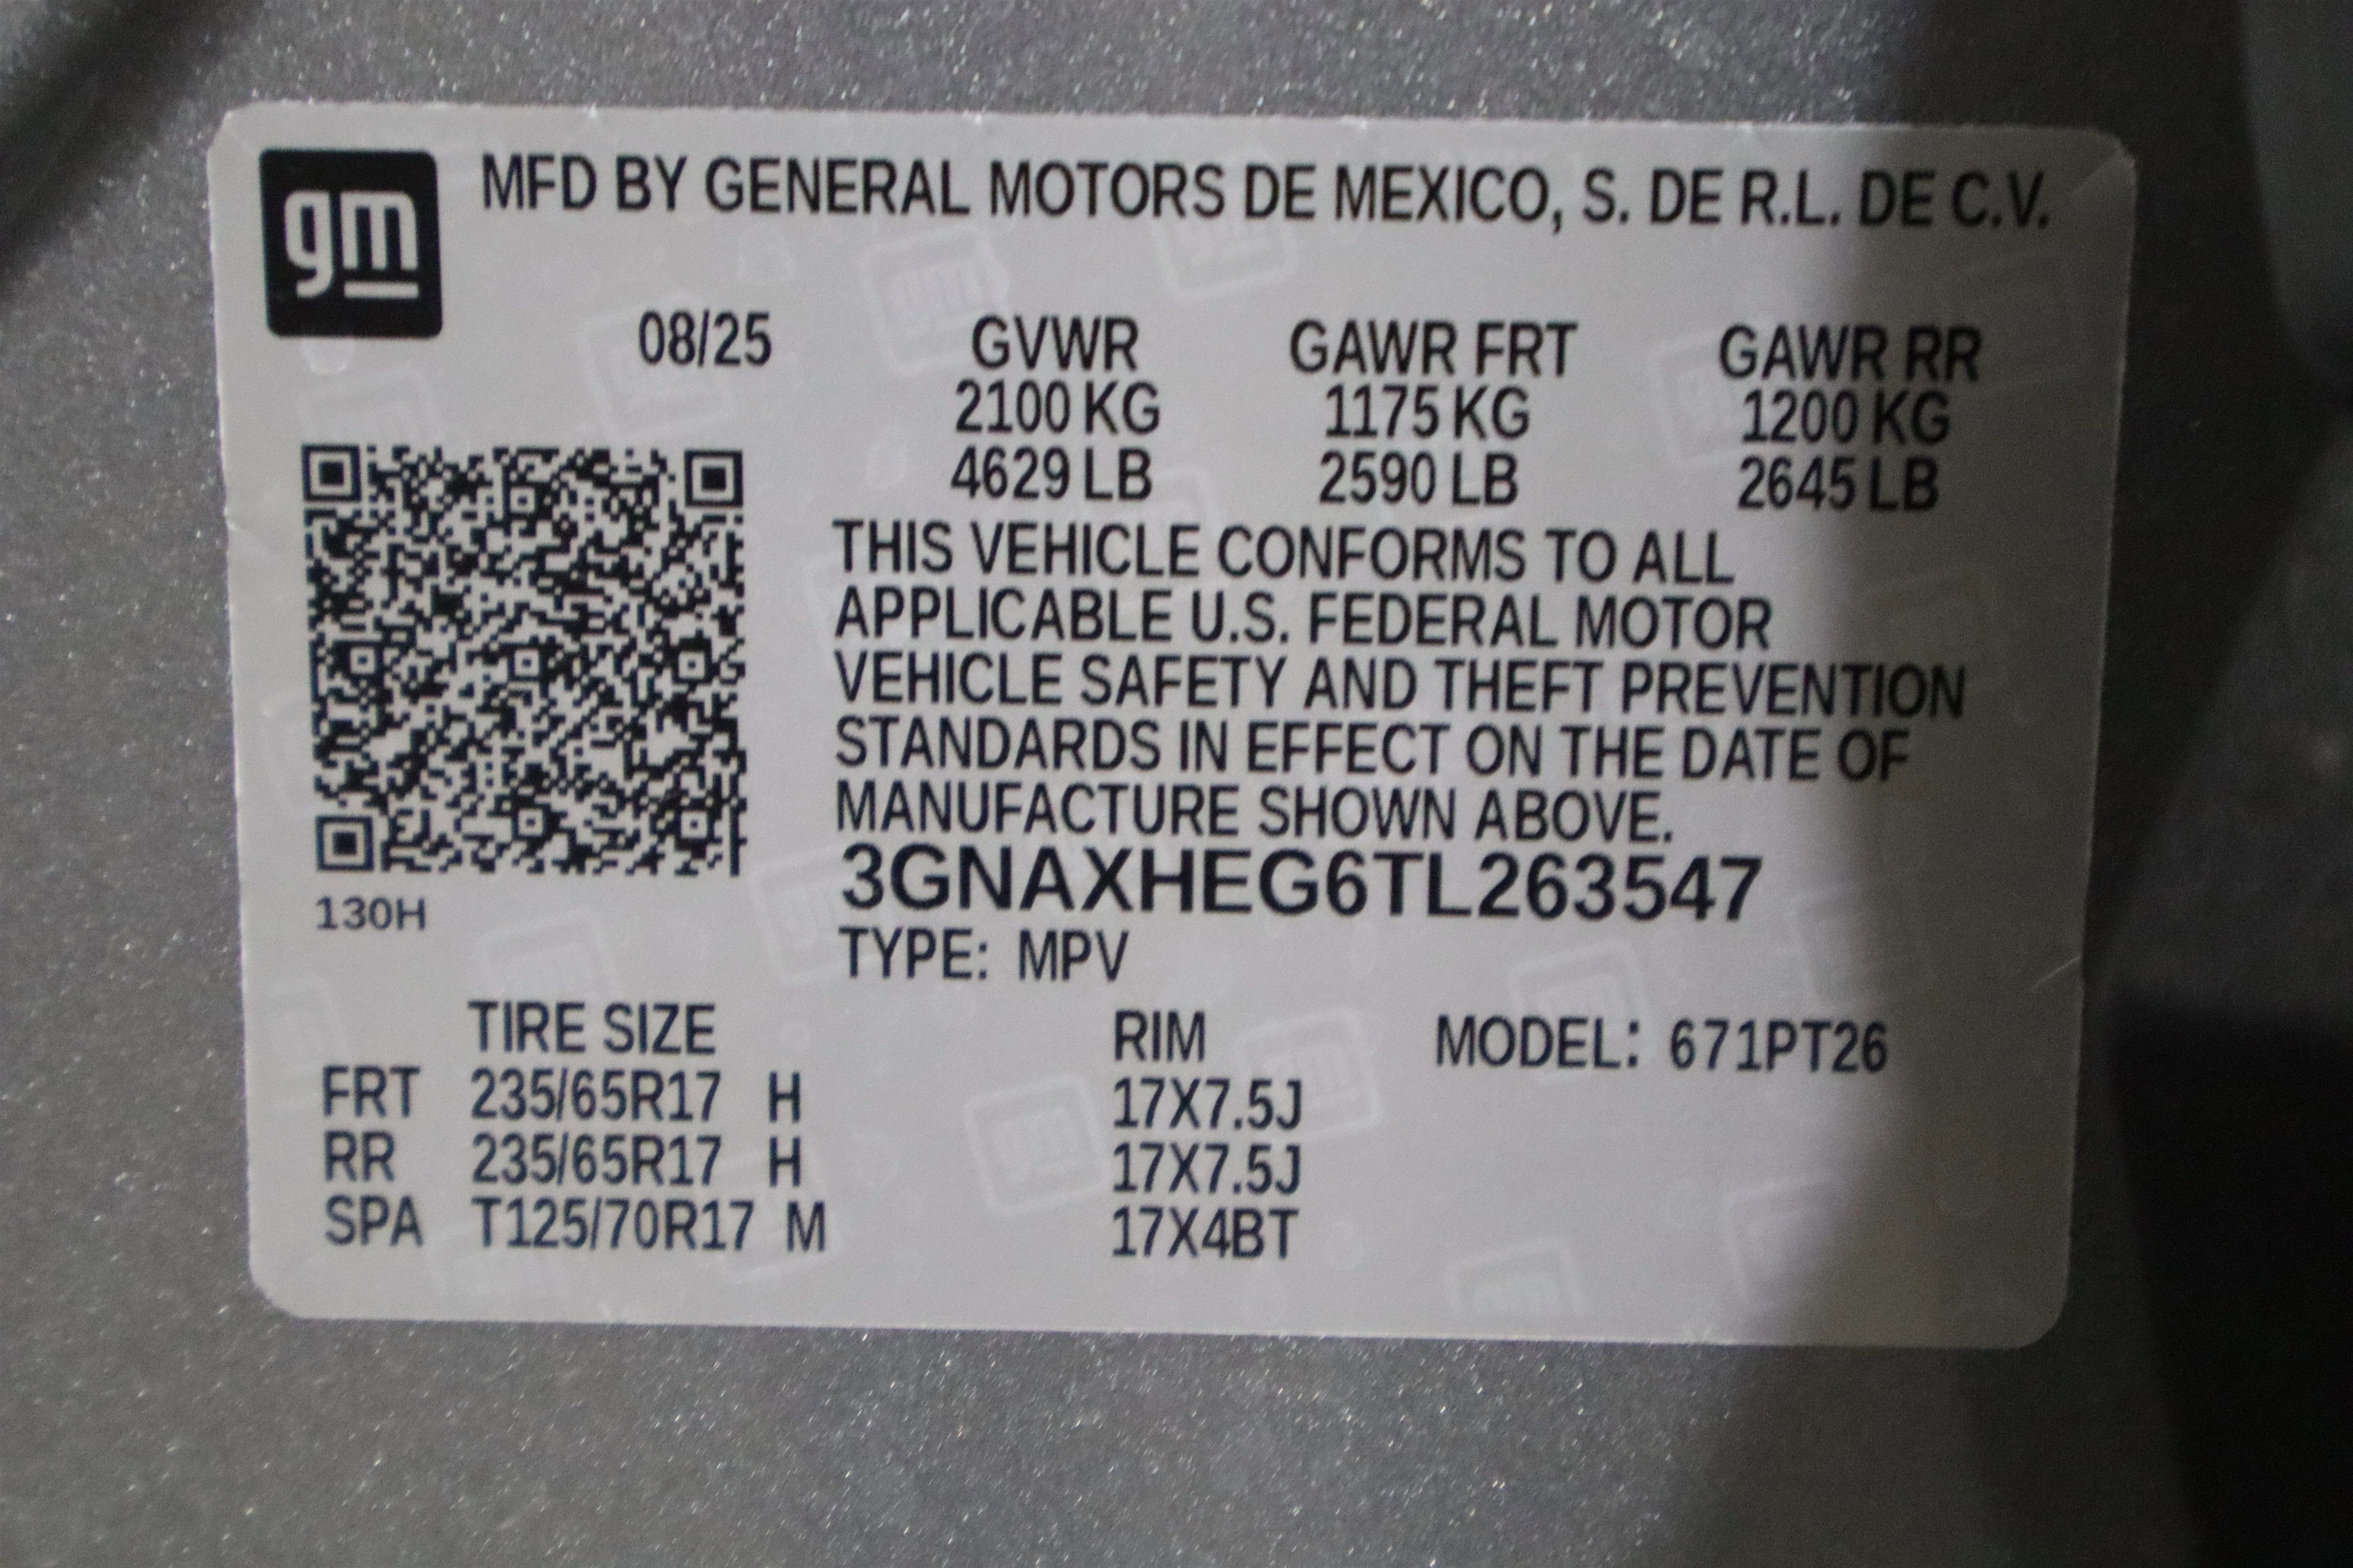 gm
MFD BY GENERAL MOTORS DE MEXICO, S. DE R.L. DE C.V.
08/25 GVWR GAWR FRT GAWR RR
2100 KG 1175 KG 1200 KG
4629 LB 2590 LB 2645 LB
THIS VEHICLE CONFORMS TO ALL
APPLICABLE U.S. FEDERAL MOTOR
VEHICLE SAFETY AND THEFT PREVENTION
STANDARDS IN EFFECT ON THE DATE OF
MANUFACTURE SHOWN ABOVE.
3GNAXHEG6TL263547
130H
TYPE: MPV
TIRE SIZE RIM MODEL: 671PT26
FRT 235/65R17 H 17X7.5J
RR 235/65R17 H 17X7.5J
SPA T125/70R17 M 17X4BT